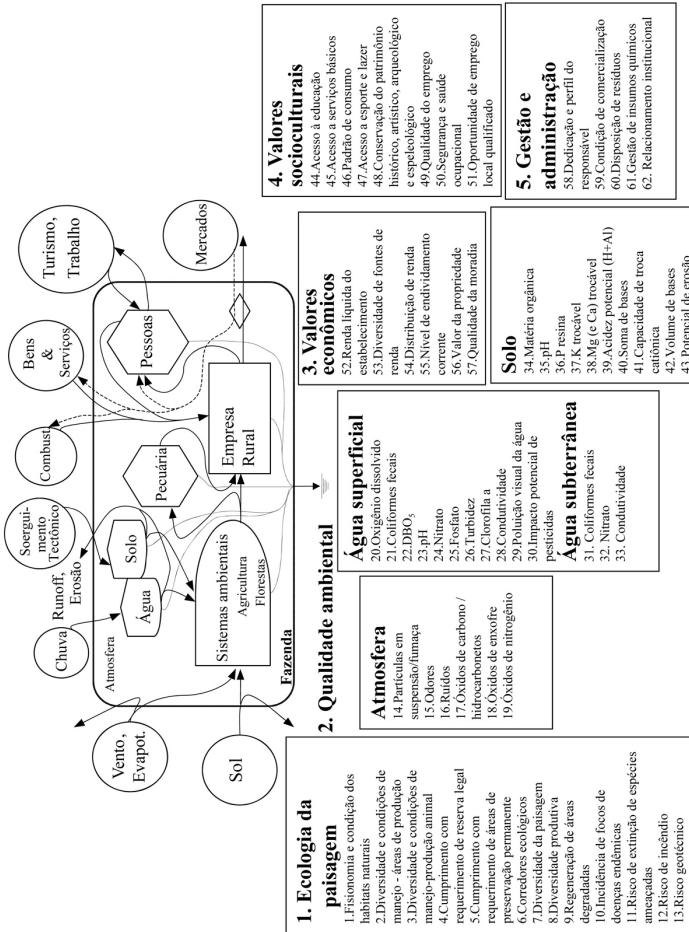 Vento,
Evapot.
Sol
Chuva
Runoff,
Erosão
Soergui-
mento
Tectônico
Combust.
Bens
&
Serviços
Turismo,
Trabalho
Mercados
Atmosfera
Água
Solo
Pecuária
Pessoas
Sistemas ambientais
Agricultura
Florestas
Empresa
Rural
Fazenda
1. Ecologia da
paisagem
1.Fisionomia e condição dos
habitats naturais
2.Diversidade e condições de
manejo - áreas de produção
3.Diversidade e condições de
manejo-produção animal
4.Cumprimento com
requerimento de reserva legal
5.Cumprimento com
requerimento de áreas de
preservação permanente
6.Corredores ecológicos
7.Diversidade da paisagem
8.Diversidade produtiva
9.Regeneração de áreas
degradadas
10.Incidência de focos de
doenças endêmicas
11.Risco de extinção de espécies
ameaçadas
12.Risco de incêndio
13.Risco geotécnico
2. Qualidade ambiental
Atmosfera
14.Partículas em
suspensão/fumaça
15.Odores
16.Ruídos
17.Óxidos de carbono /
hidrocarbonetos
18.Óxidos de enxofre
19.Óxidos de nitrogênio
Água superficial
20.Oxigênio dissolvido
21.Coliformes fecais
22.DBO₅
23.pH
24.Nitrato
25.Fosfato
26.Turbidez
27.Clorofila a
28.Condutividade
29.Poluição visual da água
30.Impacto potencial de
pesticidas
Água subterrânea
31. Coliformes fecais
32. Nitrato
33. Condutividade
Solo
34.Matéria orgânica
35.pH
36.P resina
37.K trocável
38.Mg (e Ca) trocável
39.Acidez potencial (H+Al)
40.Soma de bases
41.Capacidade de troca
catiônica
42.Volume de bases
43.Potencial de erosão
3. Valores
econômicos
52.Renda líquida do
estabelecimento
53.Diversidade de fontes de
renda
54.Distribuição de renda
55.Nível de endividamento
corrente
56.Valor da propriedade
57.Qualidade da moradia
4. Valores
socioculturais
44.Acesso à educação
45.Acesso a serviços básicos
46.Padrão de consumo
47.Acesso a esporte e lazer
48.Conservação do patrimônio
histórico, artístico, arqueológico
e espeleológico
49.Qualidade do emprego
50.Segurança e saúde
ocupacional
51.Oportunidade de emprego
local qualificado
5. Gestão e
administração
58.Dedicação e perfil do
responsável
59.Condição de comercialização
60.Disposição de resíduos
61.Gestão de insumos químicos
62. Relacionamento institucional